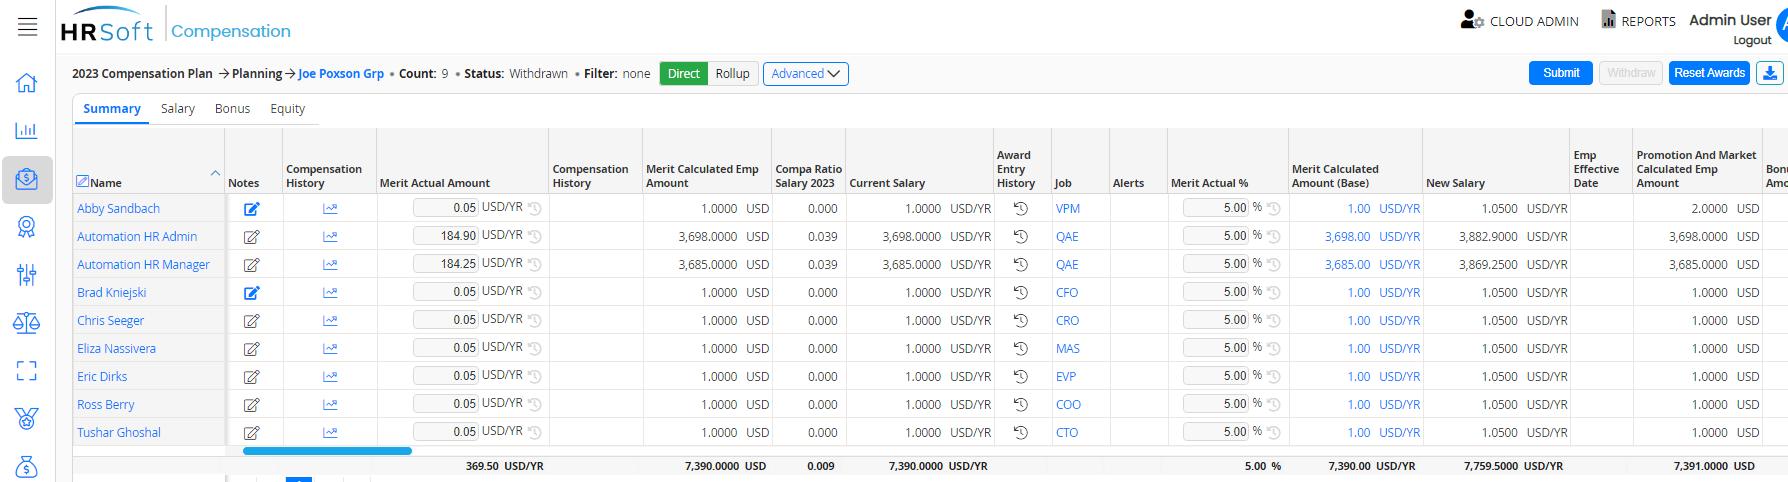 HRSoft Compensation
CLOUD ADMIN REPORTS Admin User
Logout
2023 Compensation Plan → Planning → Joe Poxson Grp • Count: 9 • Status: Withdrawn • Filter: none Direct Rollup Advanced Submit Withdraw Reset Awards
Summary Salary Bonus Equity
Name Notes Compensation History Merit Actual Amount Compensation History Merit Calculated Emp Amount Compa Ratio Salary 2023 Current Salary Award Entry History Job Alerts Merit Actual % Merit Calculated Amount (Base) New Salary Emp Effective Date Promotion And Market Calculated Emp Amount
Abby Sandbach 0.05 USD/YR 1.0000 USD 0.000 1.0000 USD/YR VPM 5.00 % 1.00 USD/YR 1.0500 USD/YR 2.0000 USD
Automation HR Admin 184.90 USD/YR 3,698.0000 USD 0.039 3,698.0000 USD/YR QAE 5.00 % 3,698.00 USD/YR 3,882.9000 USD/YR 3,698.0000 USD
Automation HR Manager 184.25 USD/YR 3,685.0000 USD 0.039 3,685.0000 USD/YR QAE 5.00 % 3,685.00 USD/YR 3,869.2500 USD/YR 3,685.0000 USD
Brad Kniejski 0.05 USD/YR 1.0000 USD 0.000 1.0000 USD/YR CFO 5.00 % 1.00 USD/YR 1.0500 USD/YR 1.0000 USD
Chris Seeger 0.05 USD/YR 1.0000 USD 0.000 1.0000 USD/YR CRO 5.00 % 1.00 USD/YR 1.0500 USD/YR 1.0000 USD
Eliza Nassivera 0.05 USD/YR 1.0000 USD 0.000 1.0000 USD/YR MAS 5.00 % 1.00 USD/YR 1.0500 USD/YR 1.0000 USD
Eric Dirks 0.05 USD/YR 1.0000 USD 0.000 1.0000 USD/YR EVP 5.00 % 1.00 USD/YR 1.0500 USD/YR 1.0000 USD
Ross Berry 0.05 USD/YR 1.0000 USD 0.000 1.0000 USD/YR COO 5.00 % 1.00 USD/YR 1.0500 USD/YR 1.0000 USD
Tushar Ghoshal 0.05 USD/YR 1.0000 USD 0.000 1.0000 USD/YR CTO 5.00 % 1.00 USD/YR 1.0500 USD/YR 1.0000 USD
369.50 USD/YR 7,390.0000 USD 0.009 7,390.0000 USD/YR 5.00 % 7,390.00 USD/YR 7,759.5000 USD/YR 7,391.0000 USD